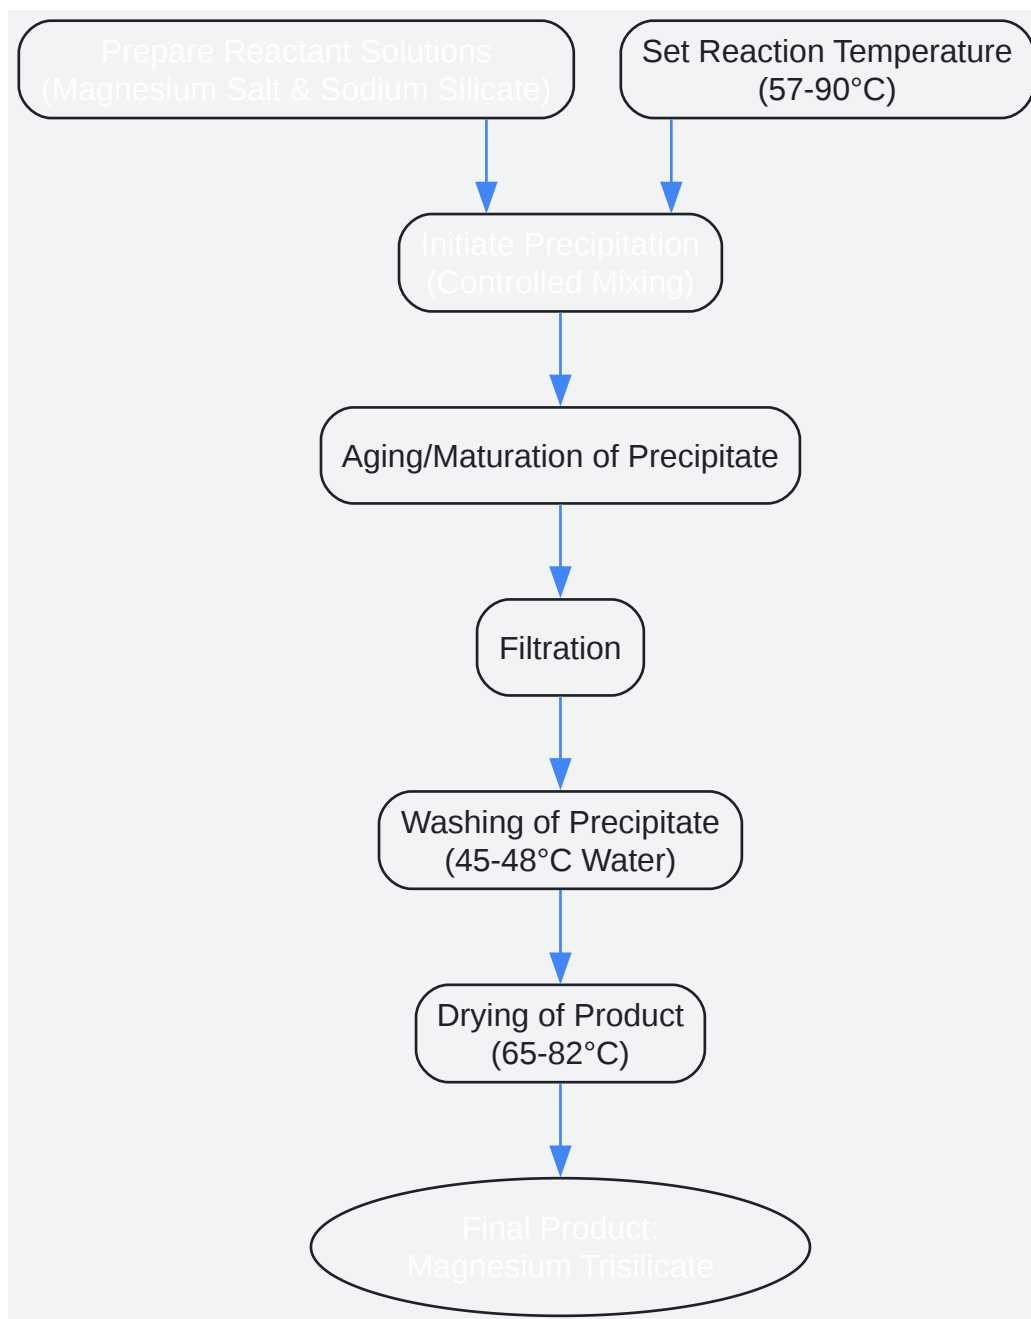 Prepare Reactant Solutions
(Magnesium Salt & Sodium Silicate)
Set Reaction Temperature
(57-90°C)
Initiate Precipitation
(Controlled Mixing)
Aging/Maturation of Precipitate
Filtration
Washing of Precipitate
(45-48°C Water)
Drying of Product
(65-82°C)
Final Product:
Magnesium Trisilicate